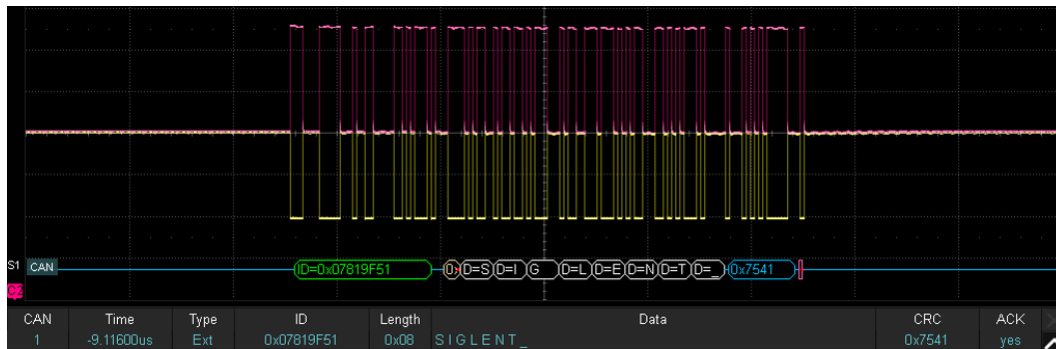 S1 CAN ID=0x07819F51 0x D=S D=I G D=L D=E D=N D=T D=_ 0x7541
C2
CAN Time Type ID Length Data CRC ACK
1 -9.11600us Ext 0x07819F51 0x08 S I G L E N T _ 0x7541 yes